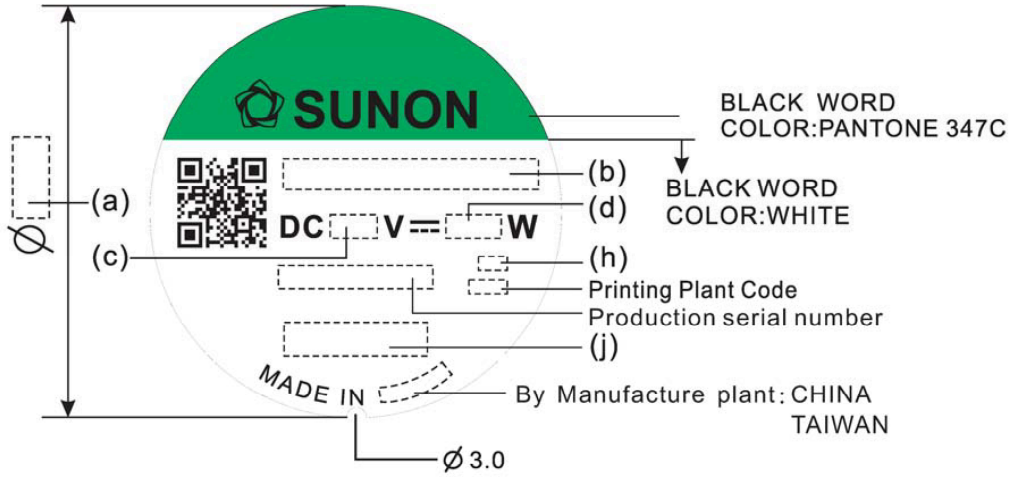 SUNON
BLACK WORD
COLOR:PANTONE 347C
BLACK WORD
COLOR:WHITE
(a)
(b)
Ø
DC V⎓ W
(d)
(c)
(h)
Printing Plant Code
Production serial number
(j)
MADE IN
By Manufacture plant: CHINA
TAIWAN
Ø 3.0